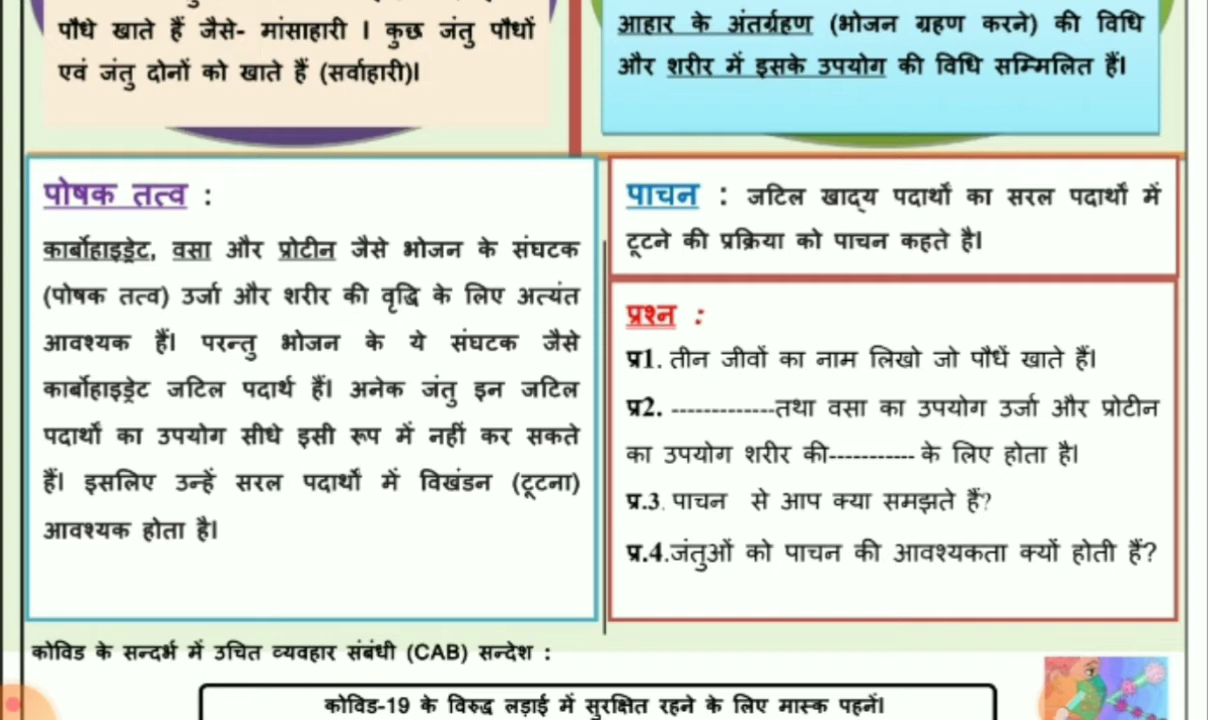 पौधे खाते हैं जैसे- मांसाहारी । कुछ जंतु पौधों
एवं जंतु दोनों को खाते हैं (सर्वाहारी)।
आहार के अंतर्ग्रहण (भोजन ग्रहण करने) की विधि
और शरीर में इसके उपयोग की विधि सम्मिलित हैं।
पोषक तत्व :
कार्बोहाइड्रेट, वसा और प्रोटीन जैसे भोजन के संघटक
(पोषक तत्व) उर्जा और शरीर की वृद्धि के लिए अत्यंत
आवश्यक हैं। परन्तु भोजन के ये संघटक जैसे
कार्बोहाइड्रेट जटिल पदार्थ हैं। अनेक जंतु इन जटिल
पदार्थों का उपयोग सीधे इसी रूप में नहीं कर सकते
हैं। इसलिए उन्हें सरल पदार्थों में विखंडन (टूटना)
आवश्यक होता है।
पाचन : जटिल खाद्य पदार्थों का सरल पदार्थों में
टूटने की प्रक्रिया को पाचन कहते है।
प्रश्न :
प्र1. तीन जीवों का नाम लिखो जो पौधें खाते हैं।
प्र2. -------------तथा वसा का उपयोग उर्जा और प्रोटीन
का उपयोग शरीर की------------ के लिए होता है।
प्र.3. पाचन से आप क्या समझते हैं?
प्र.4.जंतुओं को पाचन की आवश्यकता क्यों होती हैं?
कोविड के सन्दर्भ में उचित व्यवहार संबंधी (CAB) सन्देश :
कोविड-19 के विरुद्ध लड़ाई में सुरक्षित रहने के लिए मास्क पहनें।